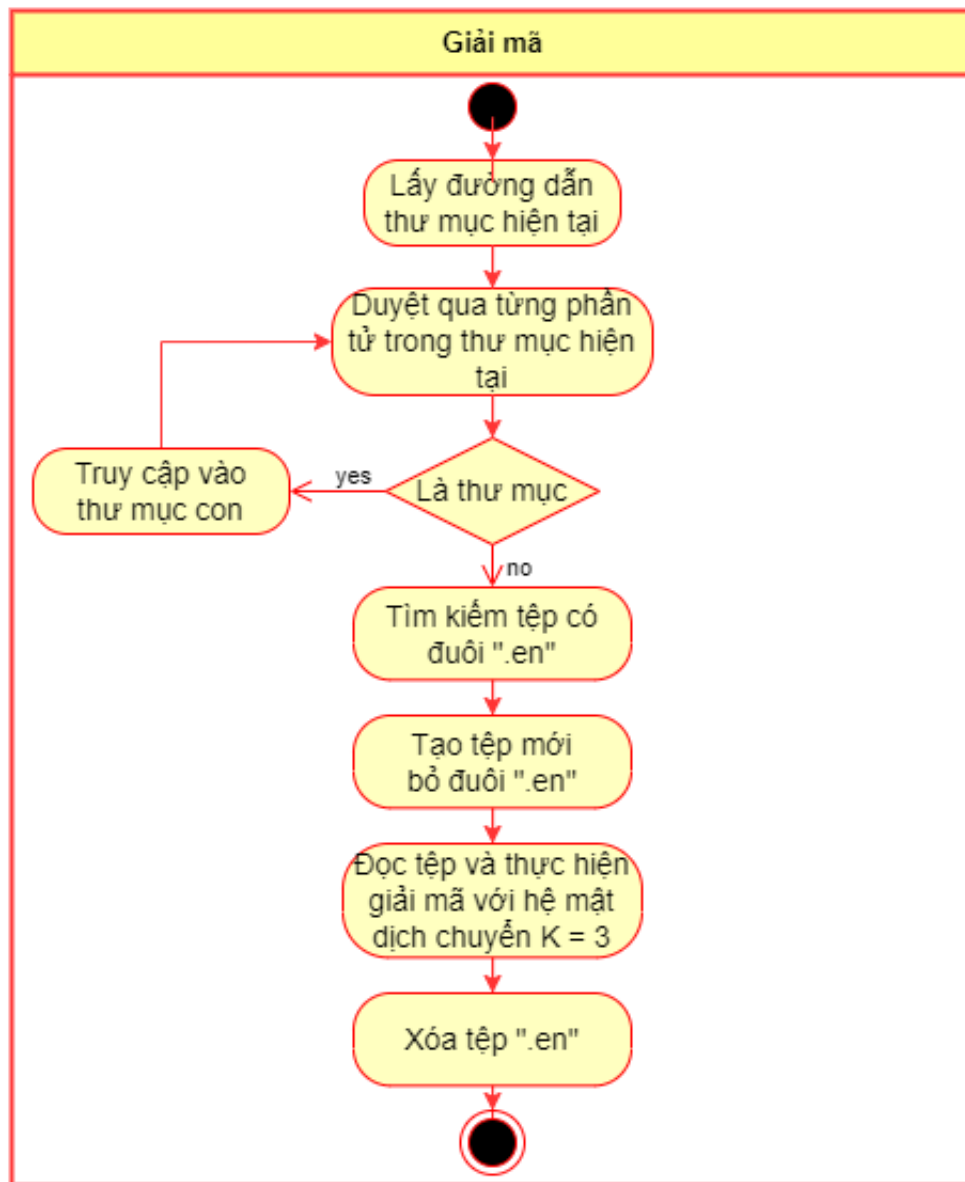 Giải mã
Lấy đường dẫn
thư mục hiện tại
Duyệt qua từng phần
tử trong thư mục hiện
tại
Truy cập vào
thư mục con
yes
Là thư mục
no
Tìm kiếm tệp có
đuôi ".en"
Tạo tệp mới
bỏ đuôi ".en"
Đọc tệp và thực hiện
giải mã với hệ mật
dịch chuyển K = 3
Xóa tệp ".en"